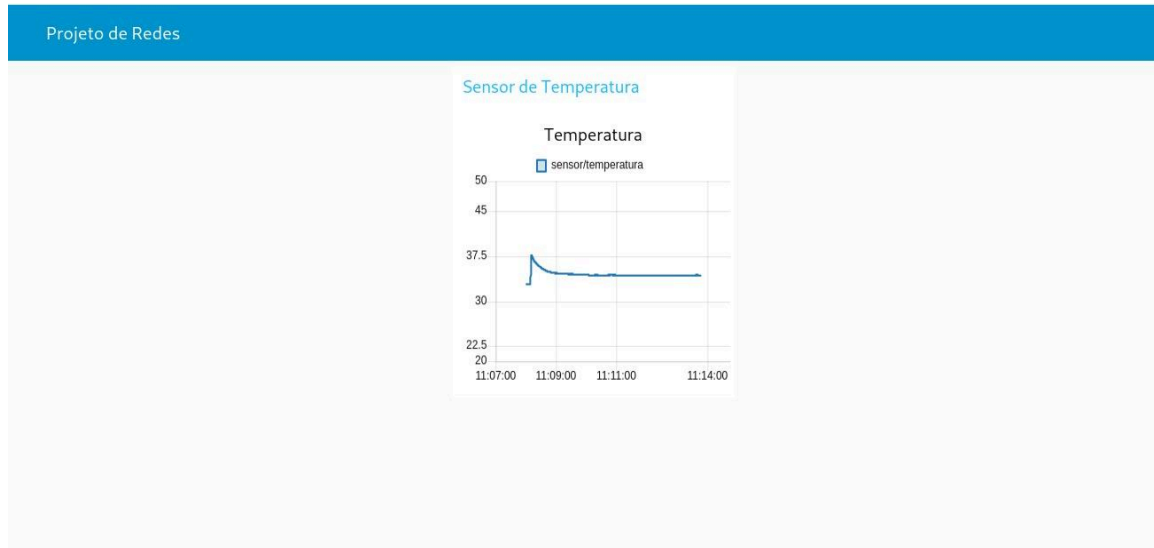 Projeto de Redes
Sensor de Temperatura
Temperatura
sensor/temperatura
50
45
37.5
30
22.5
20
11:07:00 11:09:00 11:11:00 11:14:00